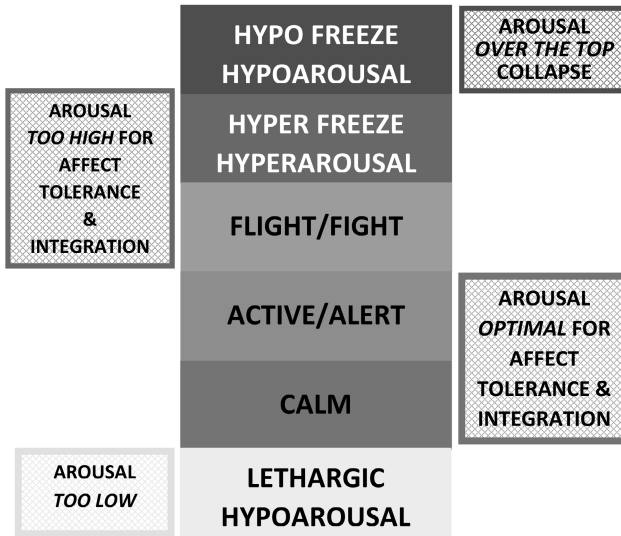 HYPO FREEZE
HYPOAROUSAL
AROUSAL
OVER THE TOP
COLLAPSE
AROUSAL
TOO HIGH FOR
AFFECT
TOLERANCE
&
INTEGRATION
HYPER FREEZE
HYPERAROUSAL
FLIGHT/FIGHT
ACTIVE/ALERT
AROUSAL
OPTIMAL FOR
AFFECT
TOLERANCE &
INTEGRATION
CALM
AROUSAL
TOO LOW
LETHARGIC
HYPOAROUSAL